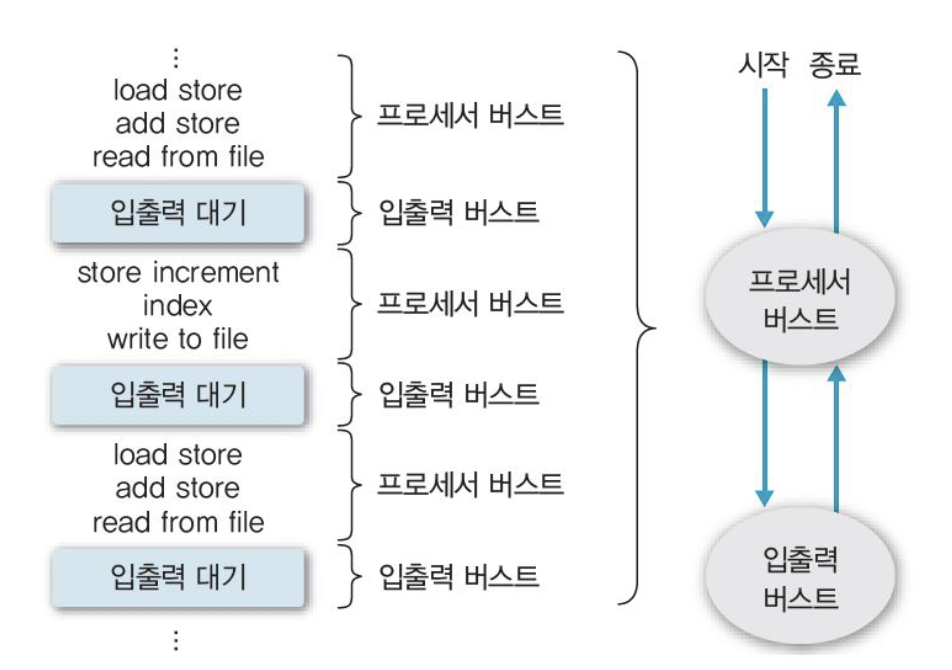 ⋮
load store
add store
read from file
프로세서 버스트
입출력 대기
입출력 버스트
store increment
index
write to file
프로세서 버스트
입출력 대기
입출력 버스트
load store
add store
read from file
프로세서 버스트
입출력 대기
입출력 버스트
⋮
시작 종료
프로세서
버스트
입출력
버스트